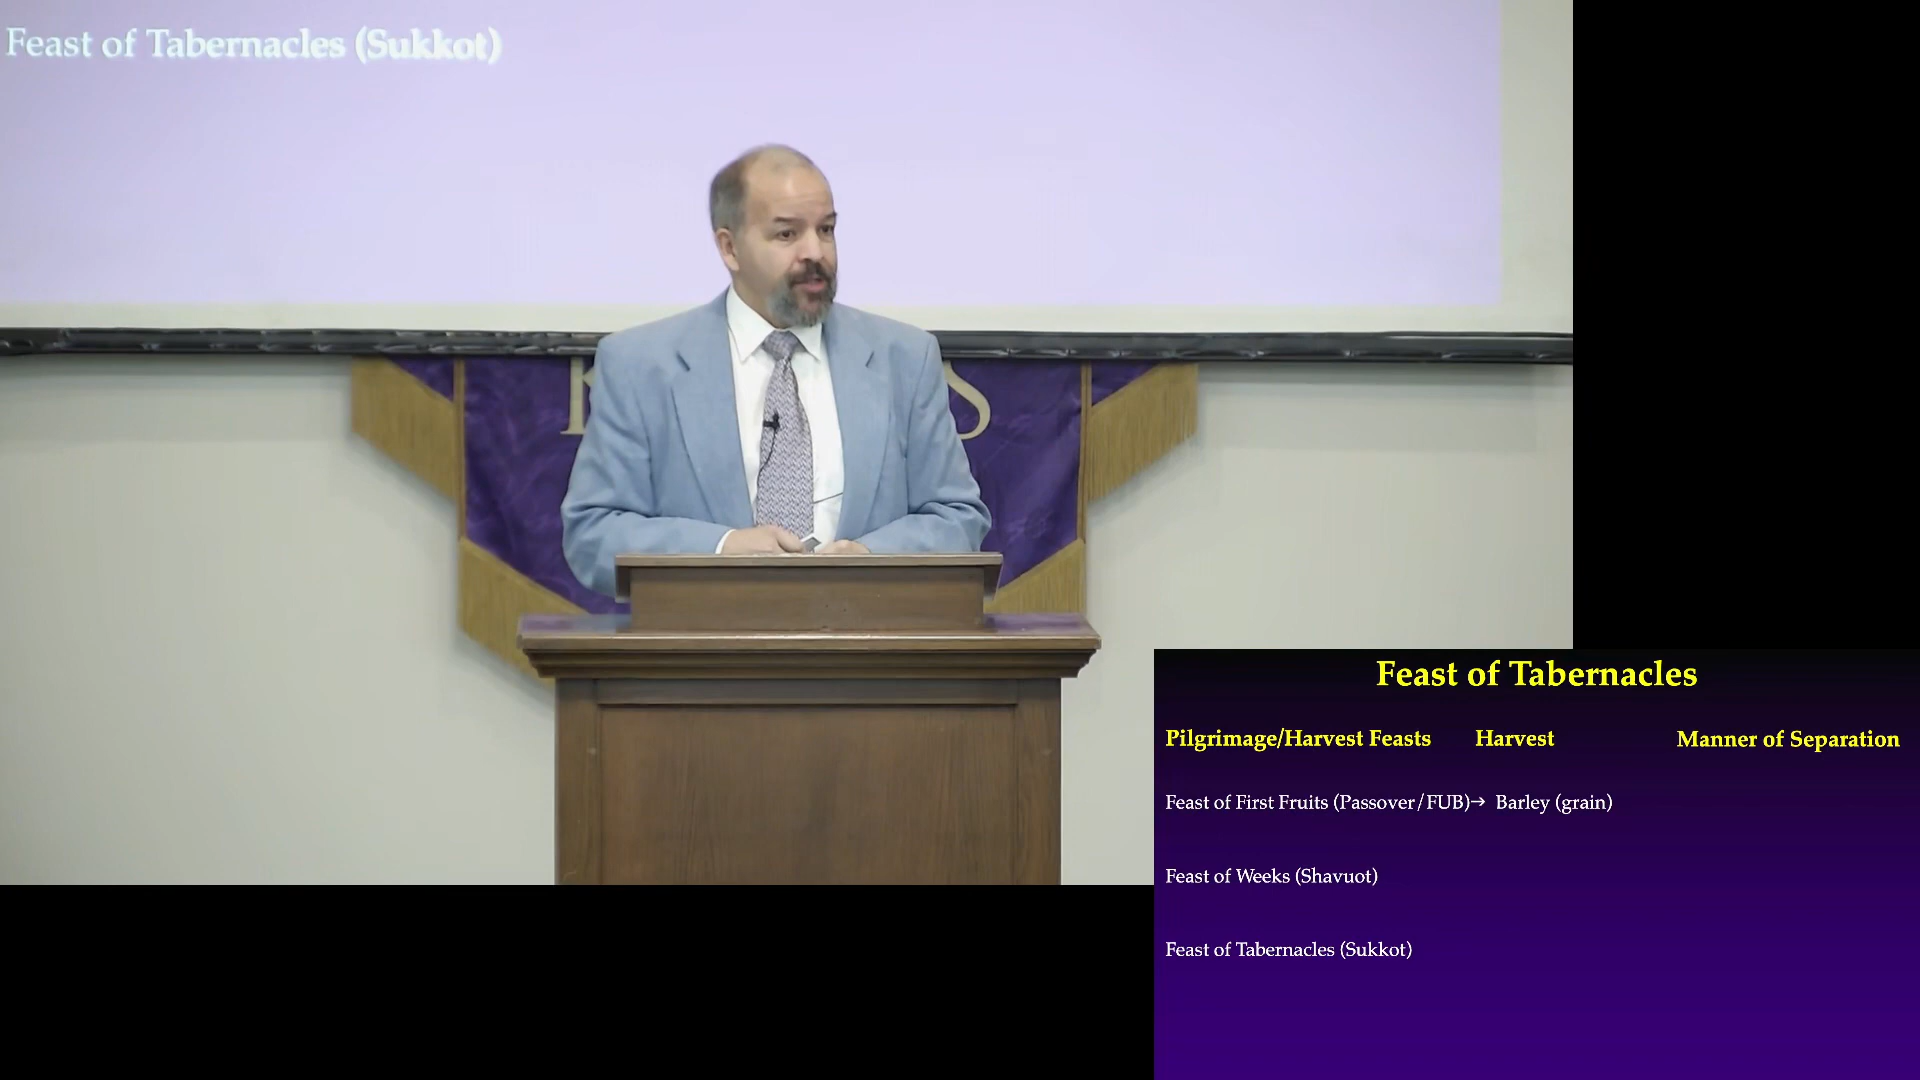 Feast of Tabernacles (Sukkot)
Feast of Tabernacles
Pilgrimage/Harvest Feasts Harvest Manner of Separation
Feast of First Fruits (Passover/FUB)→ Barley (grain)
Feast of Weeks (Shavuot)
Feast of Tabernacles (Sukkot)